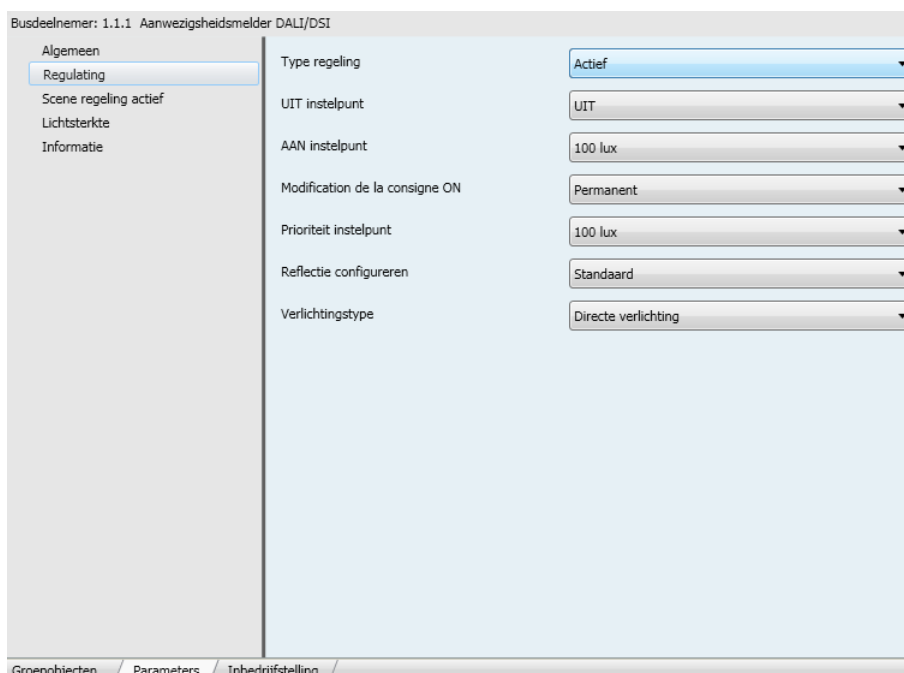 Busdeelnemer: 1.1.1 Aanwezigheidsmelder DALI/DSI
Algemeen
Regulating
Scene regeling actief
Lichtsterkte
Informatie
Type regeling Actief
UIT instelpunt UIT
AAN instelpunt 100 lux
Modification de la consigne ON Permanent
Prioriteit instelpunt 100 lux
Reflectie configureren Standaard
Verlichtingstype Directe verlichting
Groepobjecten Parameters Inbedrijfstelling